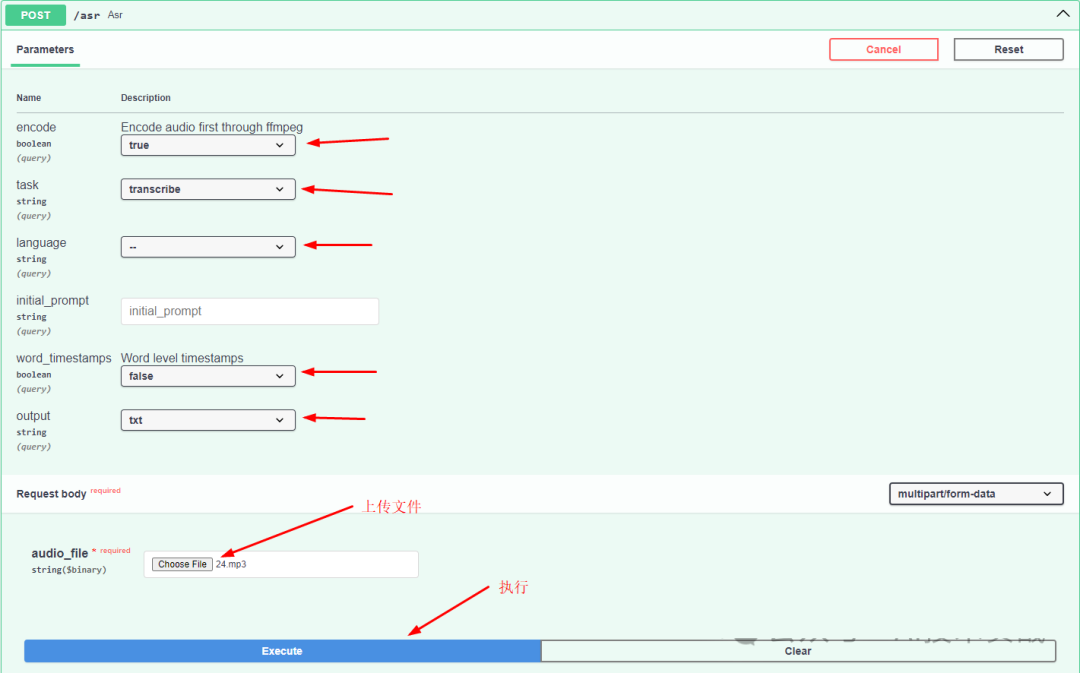 POST /asr Asr
Parameters
Cancel
Reset
Name Description
encode Encode audio first through ffmpeg
boolean true
(query)
task
string transcribe
(query)
language
string --
(query)
initial_prompt
string initial_prompt
(query)
word_timestamps Word level timestamps
boolean false
(query)
output
string txt
(query)
Request body required
multipart/form-data
上传文件
audio_file * required
string($binary)
Choose File 24.mp3
执行
Execute
Clear